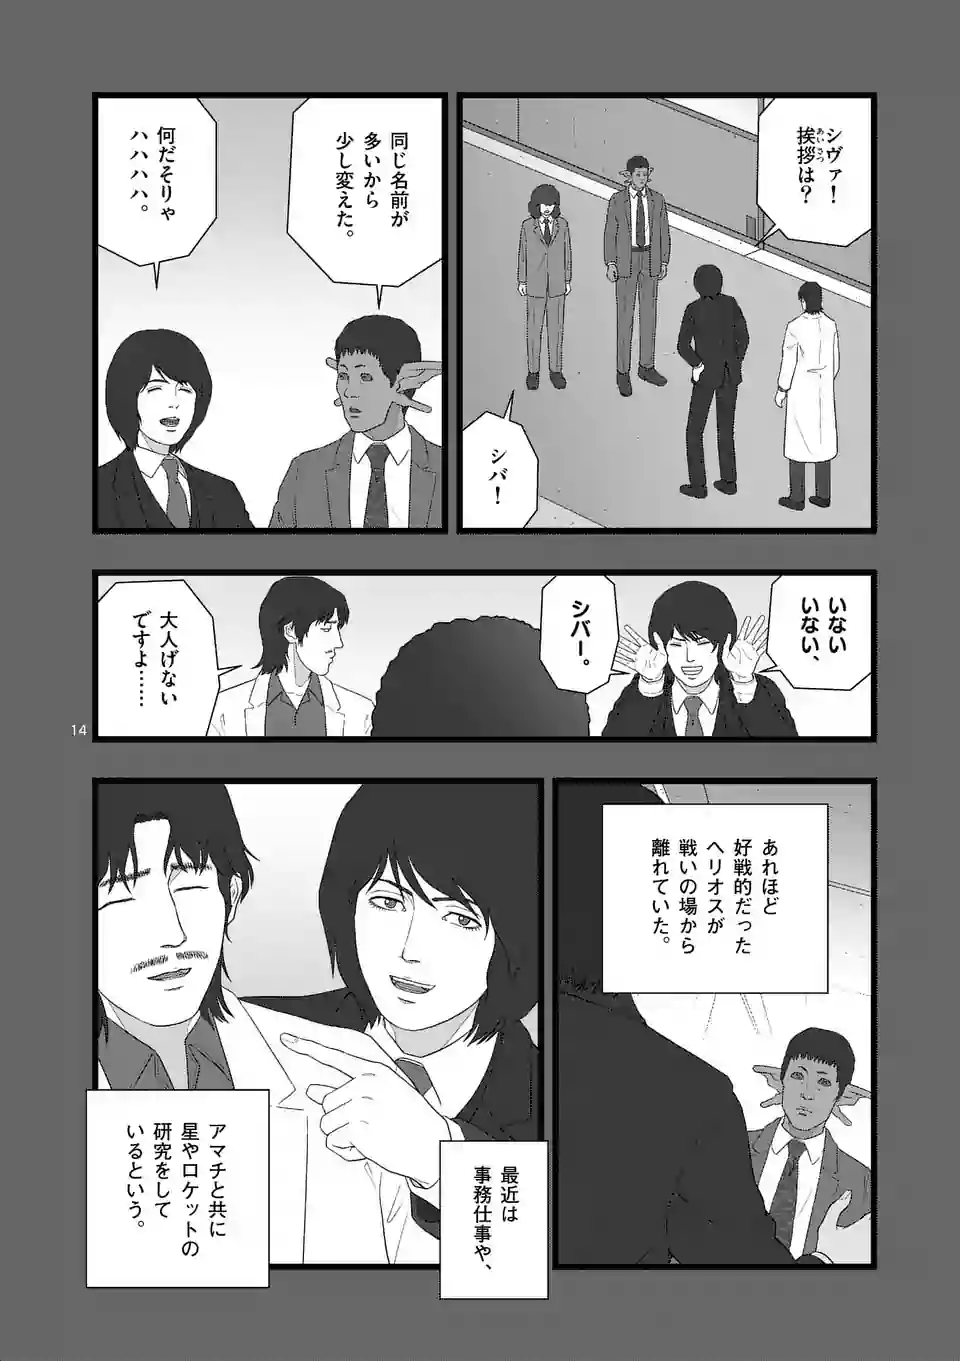 シヴァ！
挨拶は？
あいさつ
シバ！
同じ名前が
多いから
少し変えた。
何だそりゃ
ハハハハ。
いない
いない、
シバー。
大人げない
ですよ……
14
あれほど
好戦的だった
ヘリオスが
戦いの場から
離れていた。
最近は
事務仕事や、
アマチと共に
星やロケットの
研究をして
いるという。